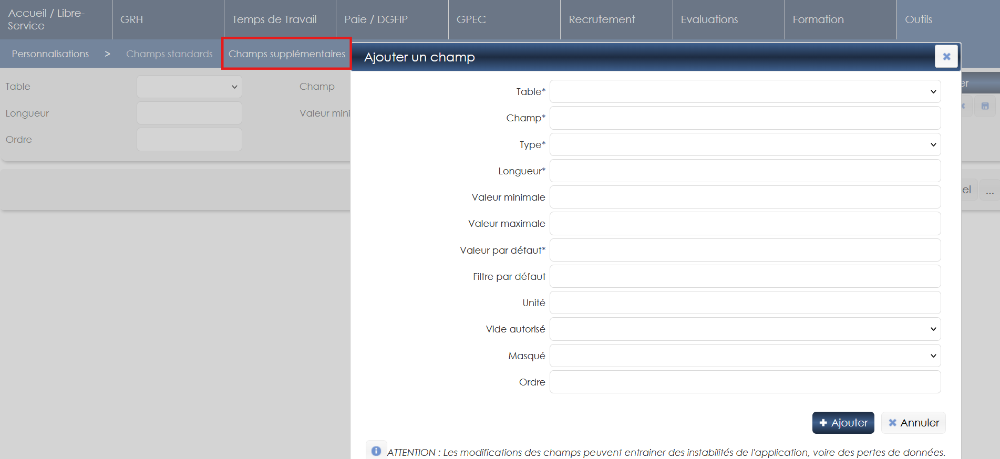 Accueil / Libre-
Service
GRH
Temps de Travail
Paie / DGFIP
GPEC
Recrutement
Evaluations
Formation
Outils
Personnalisations > Champs standards Champs supplémentaires
Ajouter un champ
Table
Champ
Longueur
Valeur mini
Ordre
er
el
...
Table*
Champ*
Type*
Longueur*
Valeur minimale
Valeur maximale
Valeur par défaut*
Filtre par défaut
Unité
Vide autorisé
Masqué
Ordre
Ajouter
Annuler
ATTENTION : Les modifications des champs peuvent entrainer des instabilités de l'application, voire des pertes de données.